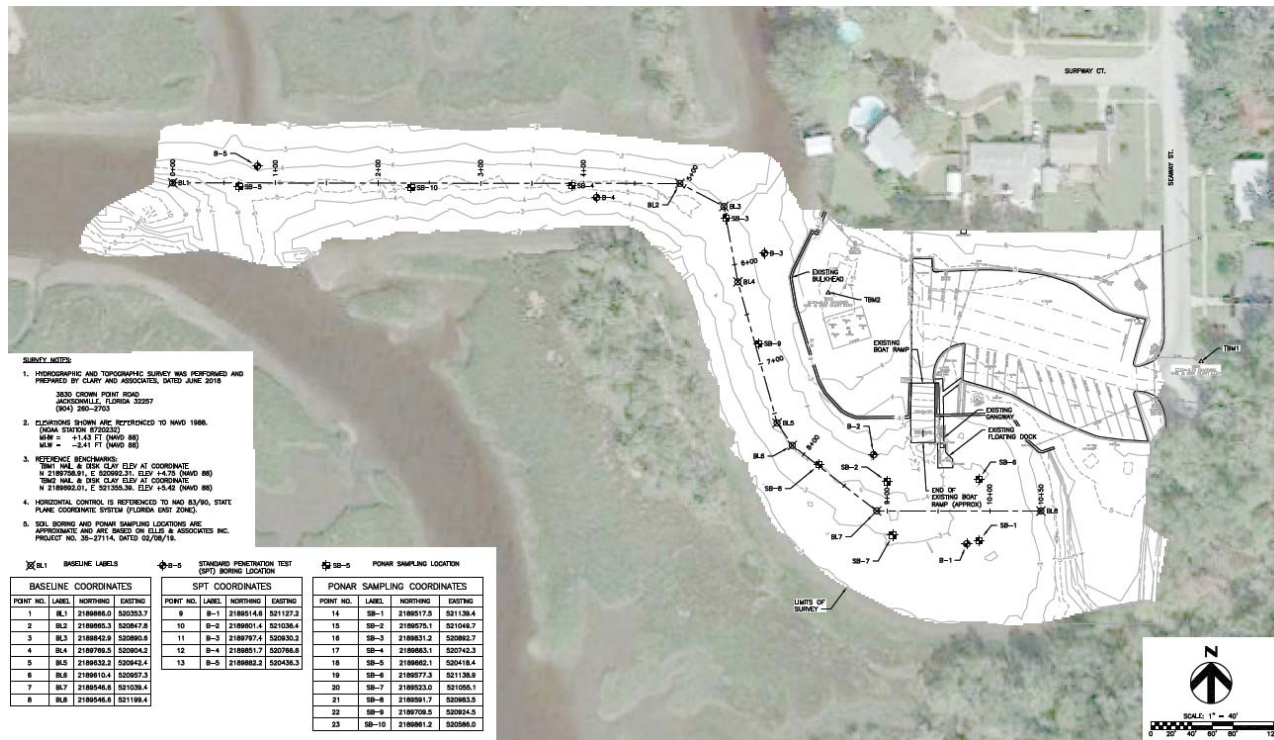 SURFWAY CT.
SEAWAY ST.
B-5
0+00
1+00
2+00
3+00
4+00
5+00
BL1
SB-5
SB-10
SB-4
B-4
BL2
BL3
SB-3
B-3
6+00
BL4
EXISTING
BULKHEAD
TBM2
TBM1
EXISTING
BOAT RAMP
SB-9
7+00
EXISTING
GANGWAY
EXISTING
FLOATING DOCK
BL5
BL6
8+00
B-2
SB-2
SB-8
SB-6
9+00
10+00
10+50
END OF
EXISTING BOAT
RAMP (APPROX)
BL7
BL8
SB-7
B-1
SB-1
LIMITS OF
SURVEY
SURVEY NOTES:
1. HYDROGRAPHIC AND TOPOGRAPHIC SURVEY WAS PERFORMED AND
PREPARED BY CLARY AND ASSOCIATES, DATED JUNE 2018
3830 CROWN POINT ROAD
JACKSONVILLE, FLORIDA 32257
(904) 260-2703
2. ELEVATIONS SHOWN ARE REFERENCED TO NAVD 1988.
(NOAA STATION 8720232)
MHW = +1.43 FT (NAVD 88)
MLW = -2.41 FT (NAVD 88)
3. REFERENCE BENCHMARKS:
TBM1 NAIL & DISK CLAY ELEV AT COORDINATE
N 2189758.91, E 520992.31, ELEV +4.75 (NAVD 88)
TBM2 NAIL & DISK CLAY ELEV AT COORDINATE
N 2189692.01, E 521355.39, ELEV +5.42 (NAVD 88)
4. HORIZONTAL CONTROL IS REFERENCED TO NAD 83/90, STATE
PLANE COORDINATE SYSTEM (FLORIDA EAST ZONE).
5. SOIL BORING AND PONAR SAMPLING LOCATIONS ARE
APPROXIMATE AND ARE BASED ON ELLIS & ASSOCIATES INC.
PROJECT NO. 35-27114, DATED 02/08/19.
BL1 BASELINE LABELS
B-5 STANDARD PENETRATION TEST
(SPT) BORING LOCATION
SB-5 PONAR SAMPLING LOCATION
BASELINE COORDINATES
POINT NO. LABEL NORTHING EASTING
1 BL1 2189866.0 520353.7
2 BL2 2189865.3 520847.8
3 BL3 2189842.9 520890.6
4 BL4 2189769.5 520904.2
5 BL5 2189632.2 520942.4
6 BL6 2189610.4 520957.3
7 BL7 2189546.6 521039.4
8 BL8 2189546.6 521199.4
SPT COORDINATES
POINT NO. LABEL NORTHING EASTING
9 B-1 2189514.6 521127.2
10 B-2 2189601.4 521036.4
11 B-3 2189797.4 520930.2
12 B-4 2189851.7 520766.6
13 B-5 2189882.2 520436.3
PONAR SAMPLING COORDINATES
POINT NO. LABEL NORTHING EASTING
14 SB-1 2189517.5 521139.4
15 SB-2 2189575.1 521049.7
16 SB-3 2189831.2 520892.7
17 SB-4 2189863.1 520742.3
18 SB-5 2189862.1 520418.4
19 SB-6 2189577.3 521138.9
20 SB-7 2189523.0 521055.1
21 SB-8 2189591.7 520983.5
22 SB-9 2189709.5 520924.5
23 SB-10 2189861.2 520586.0
N
SCALE: 1" = 40'
0 20' 40' 60' 80' 12